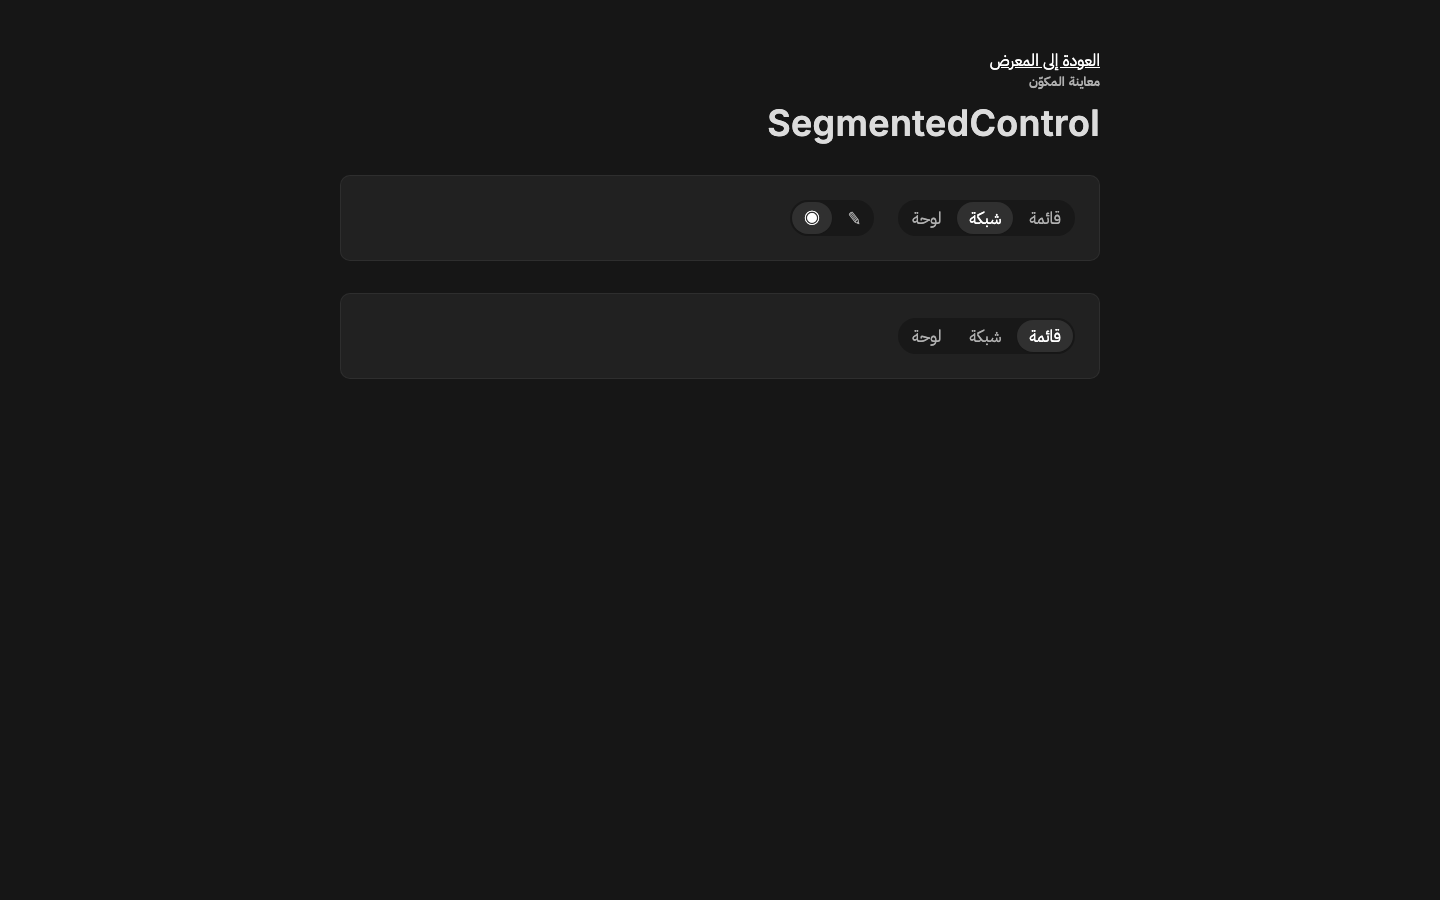 العودة إلى المعرض
معاينة المكوّن
SegmentedControl
قائمة شبكة لوحة ✎ ◉
قائمة شبكة لوحة